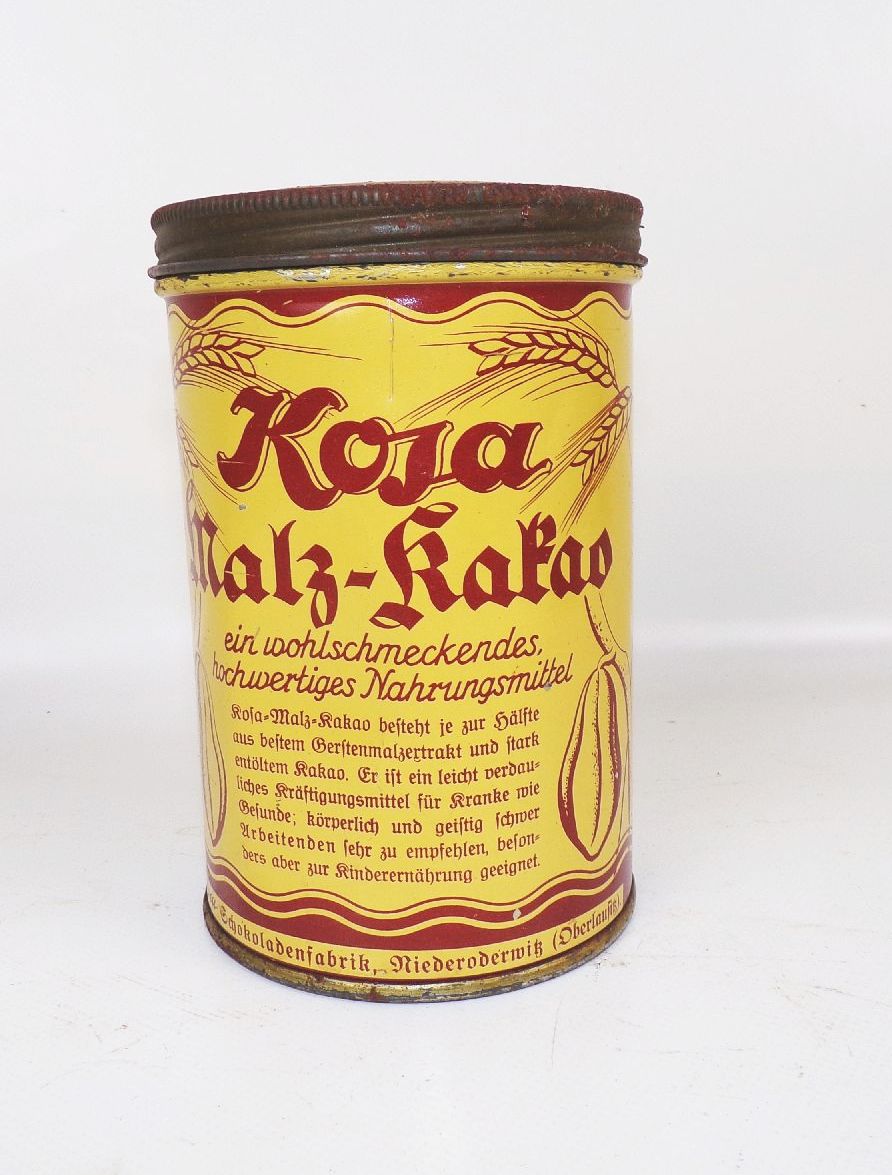 Kosa
Malz-Kakao
ein wohlschmeckendes,
hochwertiges Nahrungsmittel
Kosa-Malz-Kakao besteht je zur Hälfte
aus bestem Gerstenmalzextrakt und stark
entöltem Kakao. Er ist ein leicht verdau-
liches Kräftigungsmittel für Kranke wie
Gesunde; körperlich und geistig schwer
Arbeitenden sehr zu empfehlen, beson-
ders aber zur Kinderernährung geeignet.
Schokoladenfabrik, Niederoderwitz (Oberlausitz)